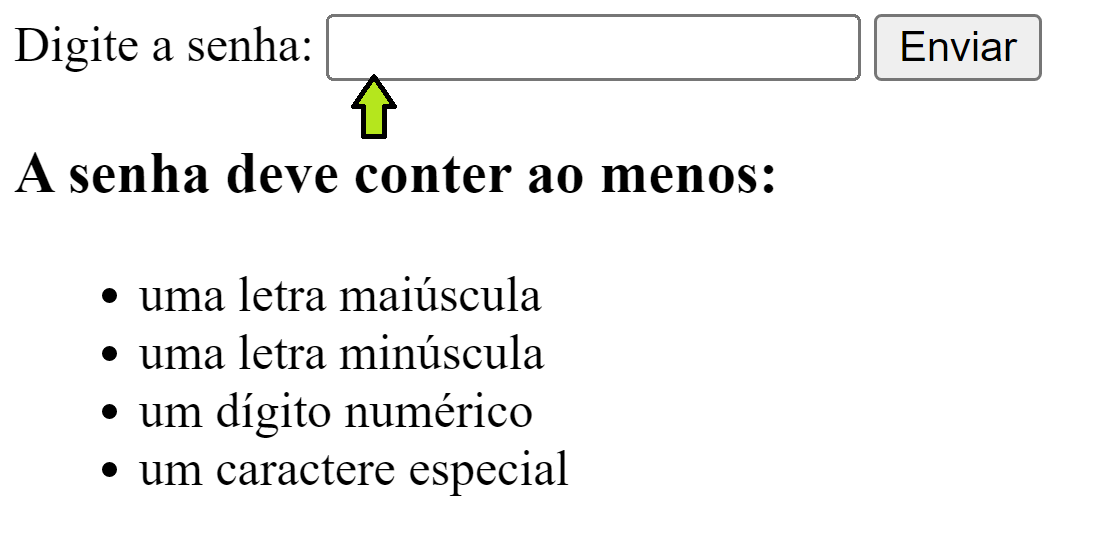 Digite a senha: Enviar
A senha deve conter ao menos:
• uma letra maiúscula
• uma letra minúscula
• um dígito numérico
• um caractere especial